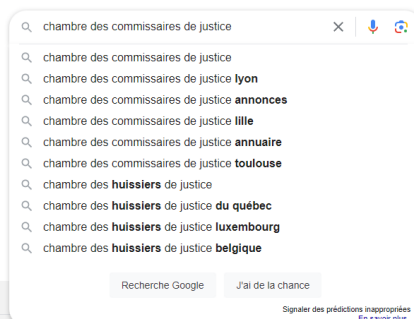 chambre des commissaires de justice
chambre des commissaires de justice
chambre des commissaires de justice lyon
chambre des commissaires de justice annonces
chambre des commissaires de justice lille
chambre des commissaires de justice annuaire
chambre des commissaires de justice toulouse
chambre des huissiers de justice
chambre des huissiers de justice du québec
chambre des huissiers de justice luxembourg
chambre des huissiers de justice belgique
Recherche Google J'ai de la chance
Signaler des prédictions inappropriées
En savoir plus